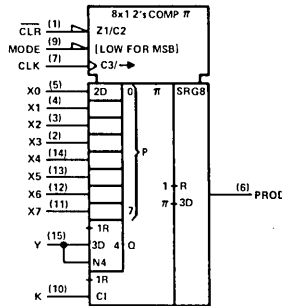 8x1 2's COMP π
CLR (1) Z1/C2
MODE (9) [LOW FOR MSB]
CLK (7) C3/→
X0 (5) 2D 0 SRG8
X1 (4)
X2 (3)
X3 (2) P
X4 (14)
X5 (13) 1 R (6) PROD
X6 (12) π 3D
X7 (11) 7
1R
Y (15) 3D 4 Q
N4
1R
K (10) C1